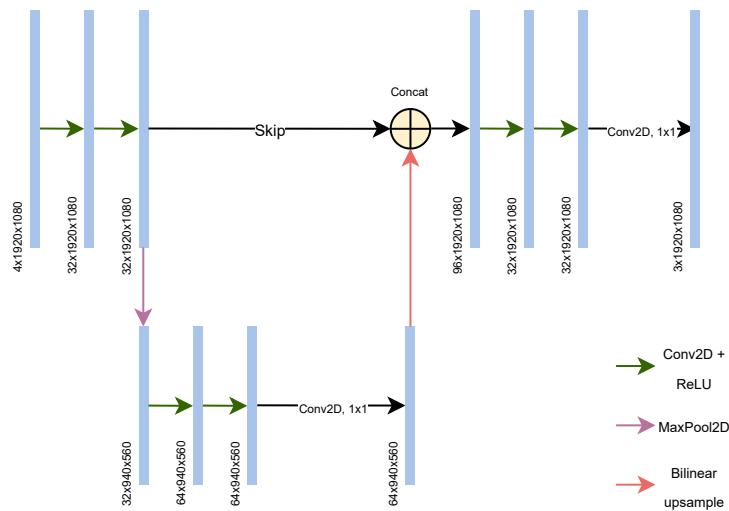 Concat
Skip
Conv2D, 1x1
4x1920x1080
32x1920x1080
32x1920x1080
96x1920x1080
32x1920x1080
32x1920x1080
3x1920x1080
Conv2D, 1x1
32x940x560
64x940x560
64x940x560
64x940x560
Conv2D +
ReLU
MaxPool2D
Bilinear
upsample